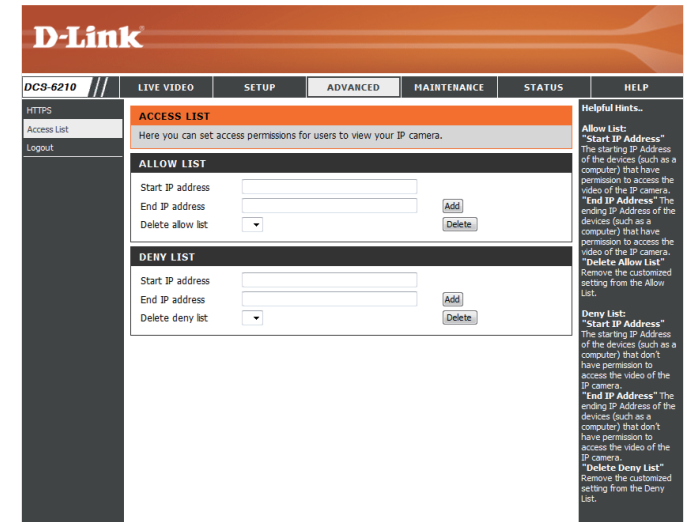 D-Link
DCS-6210
LIVE VIDEO
SETUP
ADVANCED
MAINTENANCE
STATUS
HELP
HTTPS
Access List
Logout
ACCESS LIST
Here you can set access permissions for users to view your IP camera.
ALLOW LIST
Start IP address
End IP address
Add
Delete allow list
Delete
DENY LIST
Start IP address
End IP address
Add
Delete deny list
Delete
Helpful Hints..
Allow List:
"Start IP Address"
The starting IP Address
of the devices (such as a
computer) that have
permission to access the
video of the IP camera.
"End IP Address" The
ending IP Address of the
devices (such as a
computer) that have
permission to access the
video of the IP camera.
"Delete Allow List"
Remove the customized
setting from the Allow
List.
Deny List:
"Start IP Address"
The starting IP Address
of the devices (such as a
computer) that don't
have permission to
access the video of the
IP camera.
"End IP Address" The
ending IP Address of the
devices (such as a
computer) that don't
have permission to
access the video of the
IP camera.
"Delete Deny List"
Remove the customized
setting from the Deny
List.